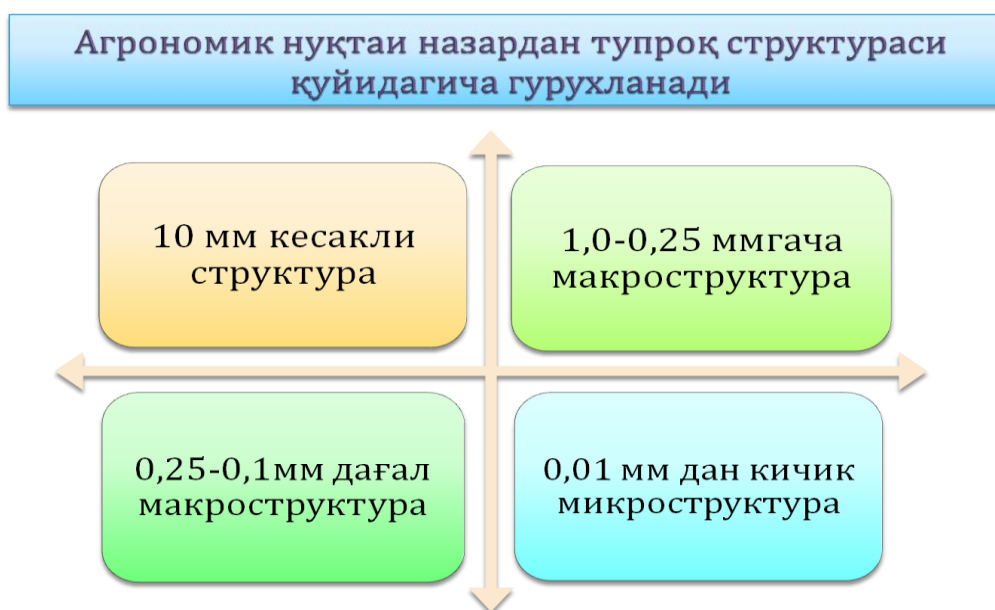 Агрономик нуқтаи назардан тупроқ структураси
қуйидагича гурухланади
10 мм кесакли
структура
1,0-0,25 ммгача
макроструктура
0,25-0,1мм дағал
макроструктура
0,01 мм дан кичик
микроструктура